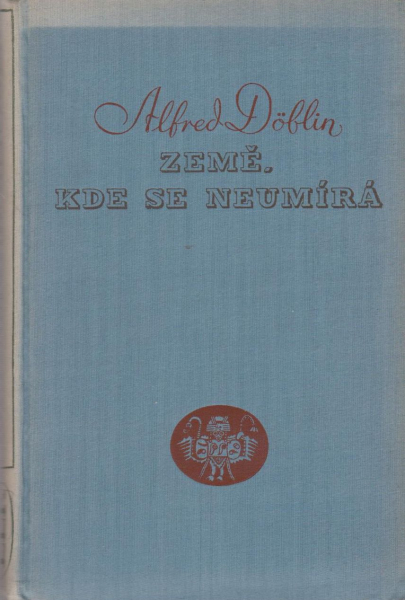 Alfred Döblin
ZEMĚ,
KDE SE NEUMÍRÁ